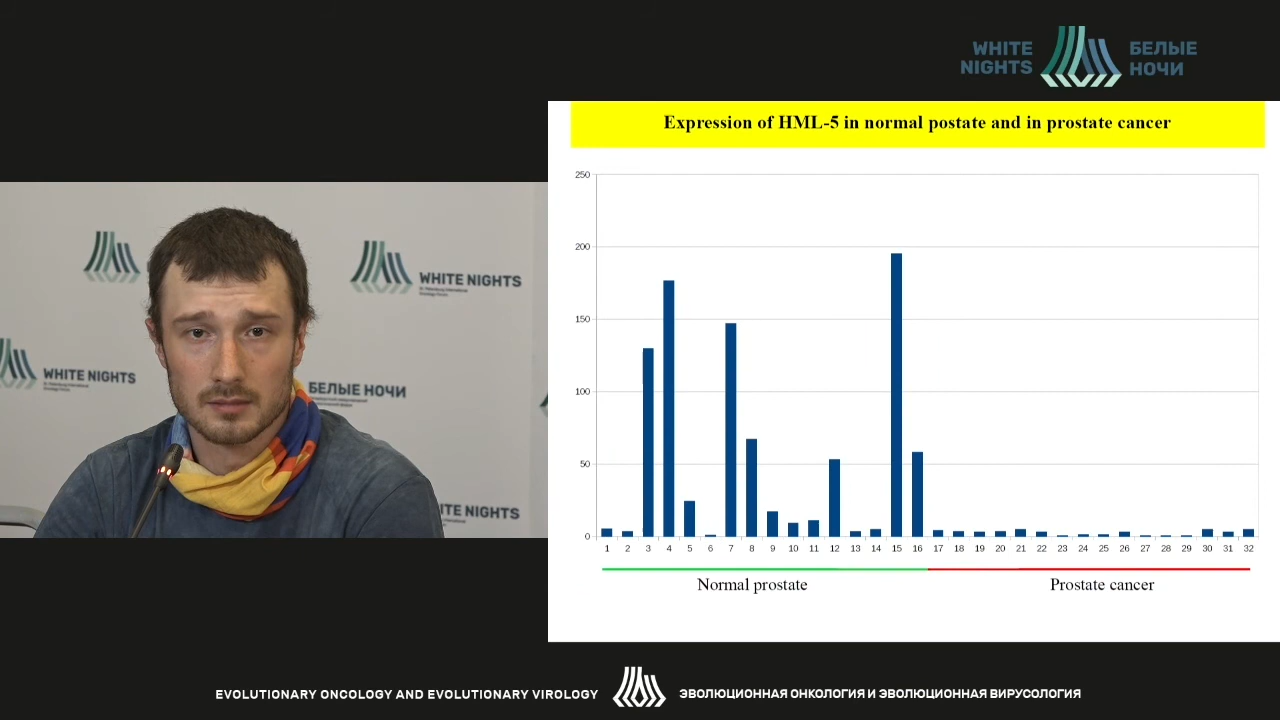 WHITE
NIGHTS
БЕЛЫЕ
НОЧИ
Expression of HML-5 in normal postate and in prostate cancer
250
200
150
100
50
0
1 2 3 4 5 6 7 8 9 10 11 12 13 14 15 16 17 18 19 20 21 22 23 24 25 26 27 28 29 30 31 32
Normal prostate
Prostate cancer
WHITE NIGHTS
WHITE NIGHTS
БЕЛЫЕ НОЧИ
ITE NIGHTS
EVOLUTIONARY ONCOLOGY AND EVOLUTIONARY VIROLOGY
ЭВОЛЮЦИОННАЯ ОНКОЛОГИЯ И ЭВОЛЮЦИОННАЯ ВИРУСОЛОГИЯ